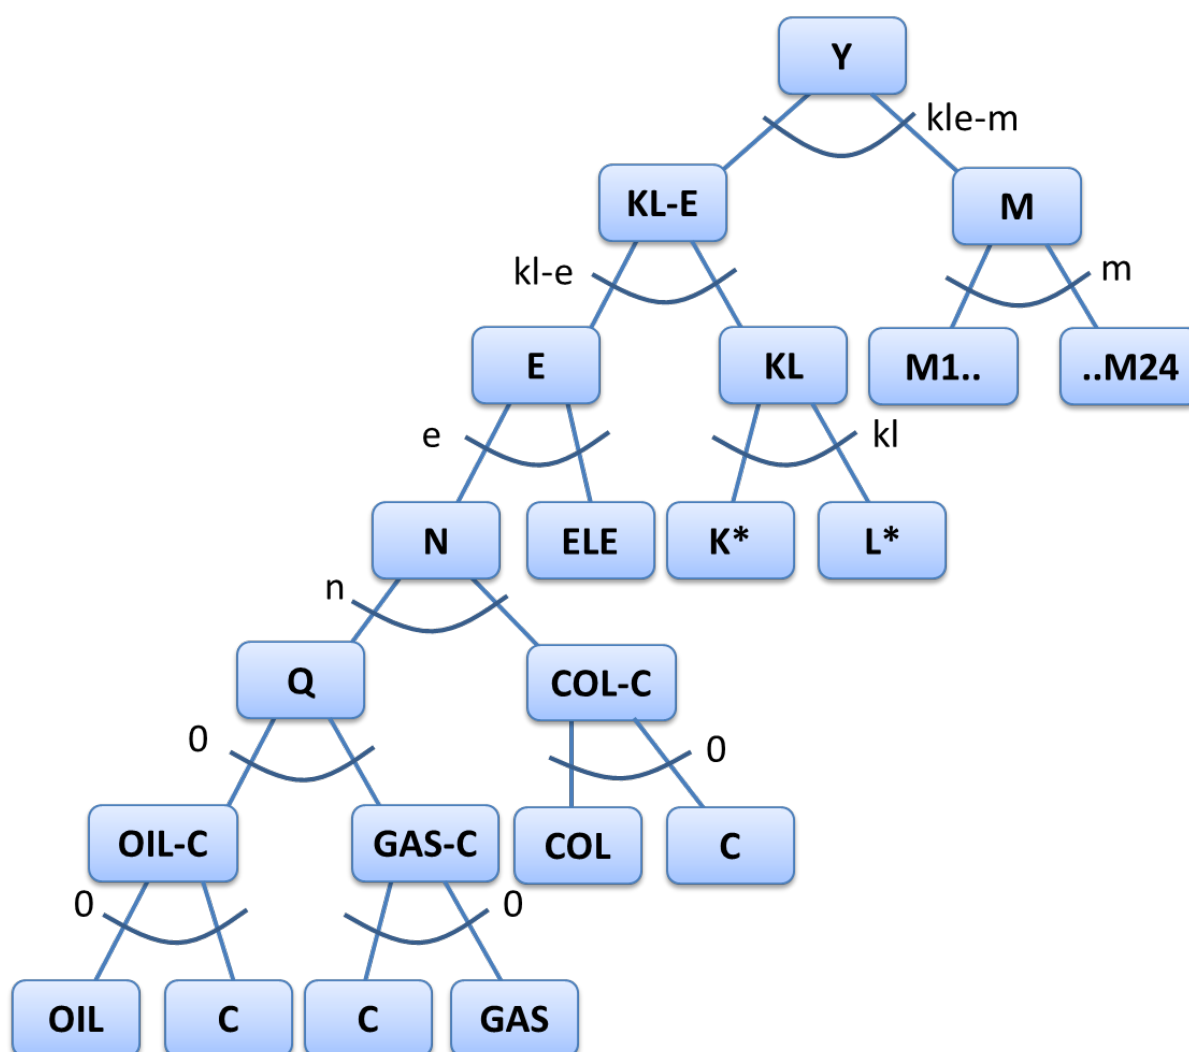 Y
kle-m
KL-E
M
kl-e
m
E
KL
M1..
..M24
e
kl
N
ELE
K*
L*
n
Q
COL-C
0
0
OIL-C
GAS-C
COL
C
0
0
OIL
C
C
GAS